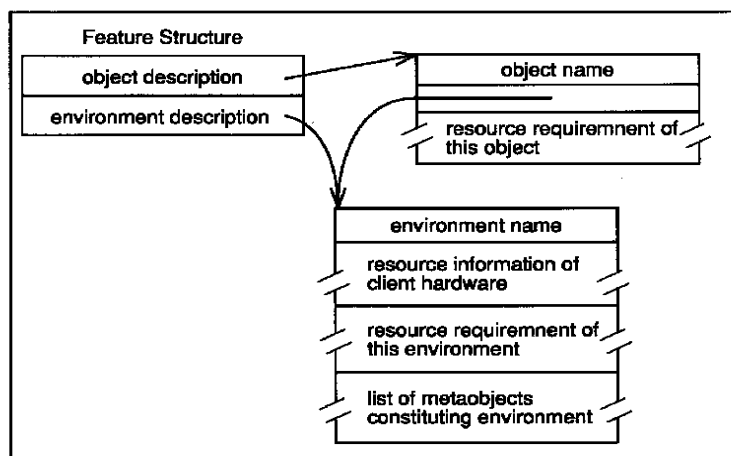 Feature Structure
object description
environment description
object name
resource requiremnent of
this object
environment name
resource information of
client hardware
resource requiremnent of
this environment
list of metaobjects
constituting environment